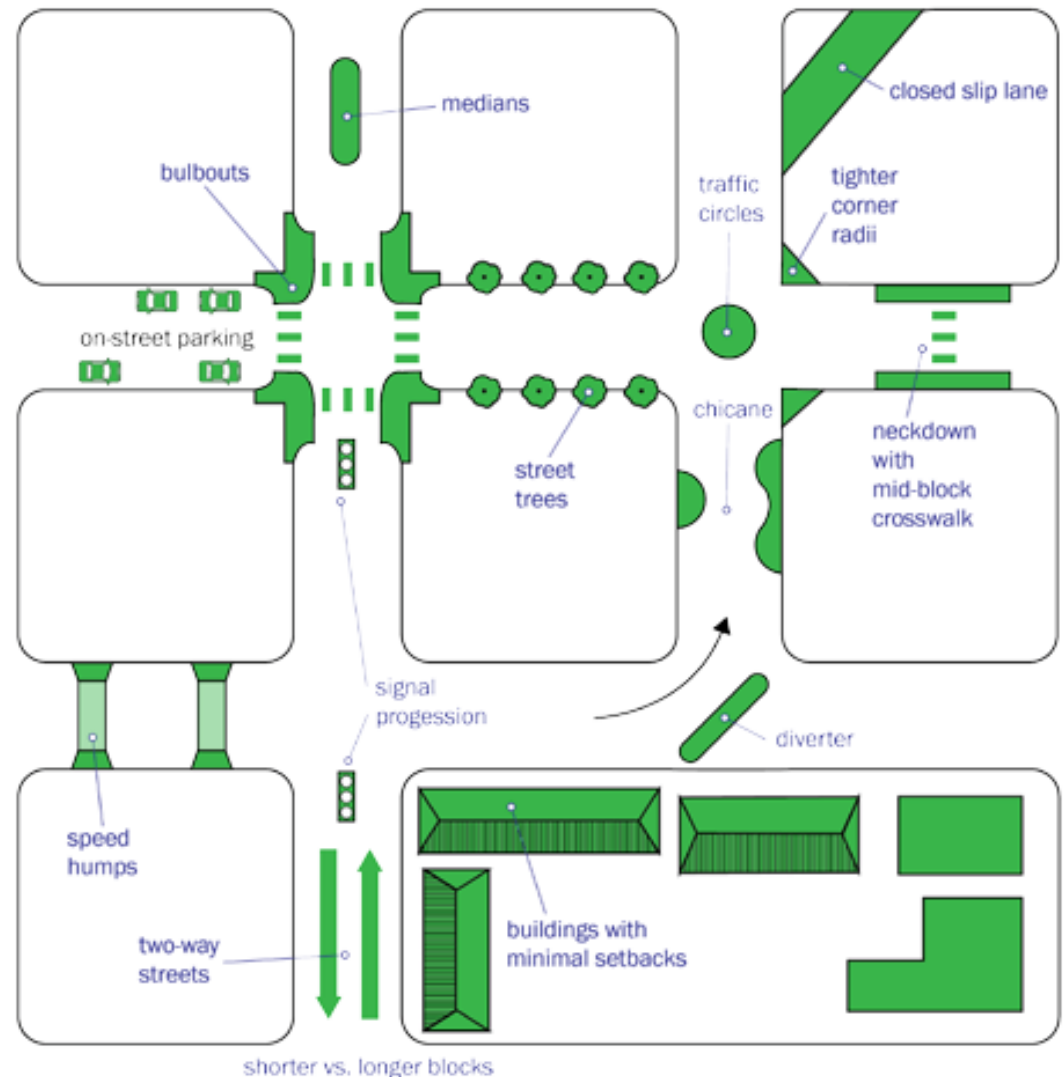 closed slip lane
medians
bulbouts
traffic
circles
tighter
corner
radii
on-street parking
chicane
neckdown
with
mid-block
crosswalk
street
trees
signal
progession
diverter
speed
humps
buildings with
minimal setbacks
two-way
streets
shorter vs. longer blocks